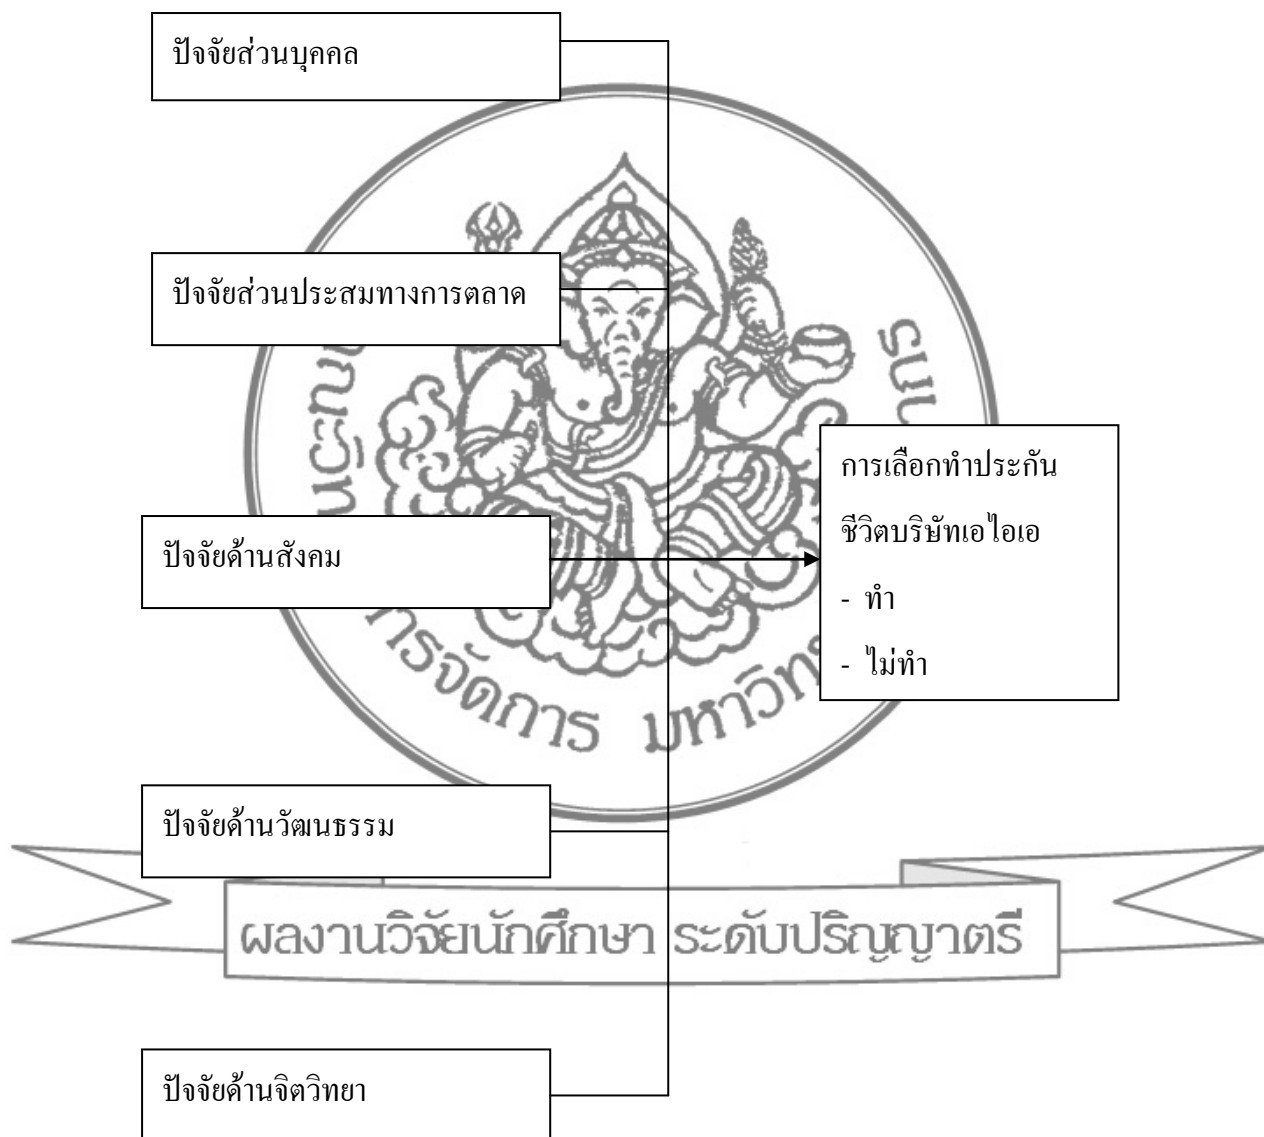 ปัจจัยส่วนบุคคล
ปัจจัยส่วนประสมทางการตลาด
ปัจจัยด้านสังคม
การเลือกทำประกัน
ชีวิตบริษัทเอไอเอ
- ทำ
- ไม่ทำ
ปัจจัยด้านวัฒนธรรม
ผลงานวิจัยนักศึกษา ระดับปริญญาตรี
ปัจจัยด้านจิตวิทยา